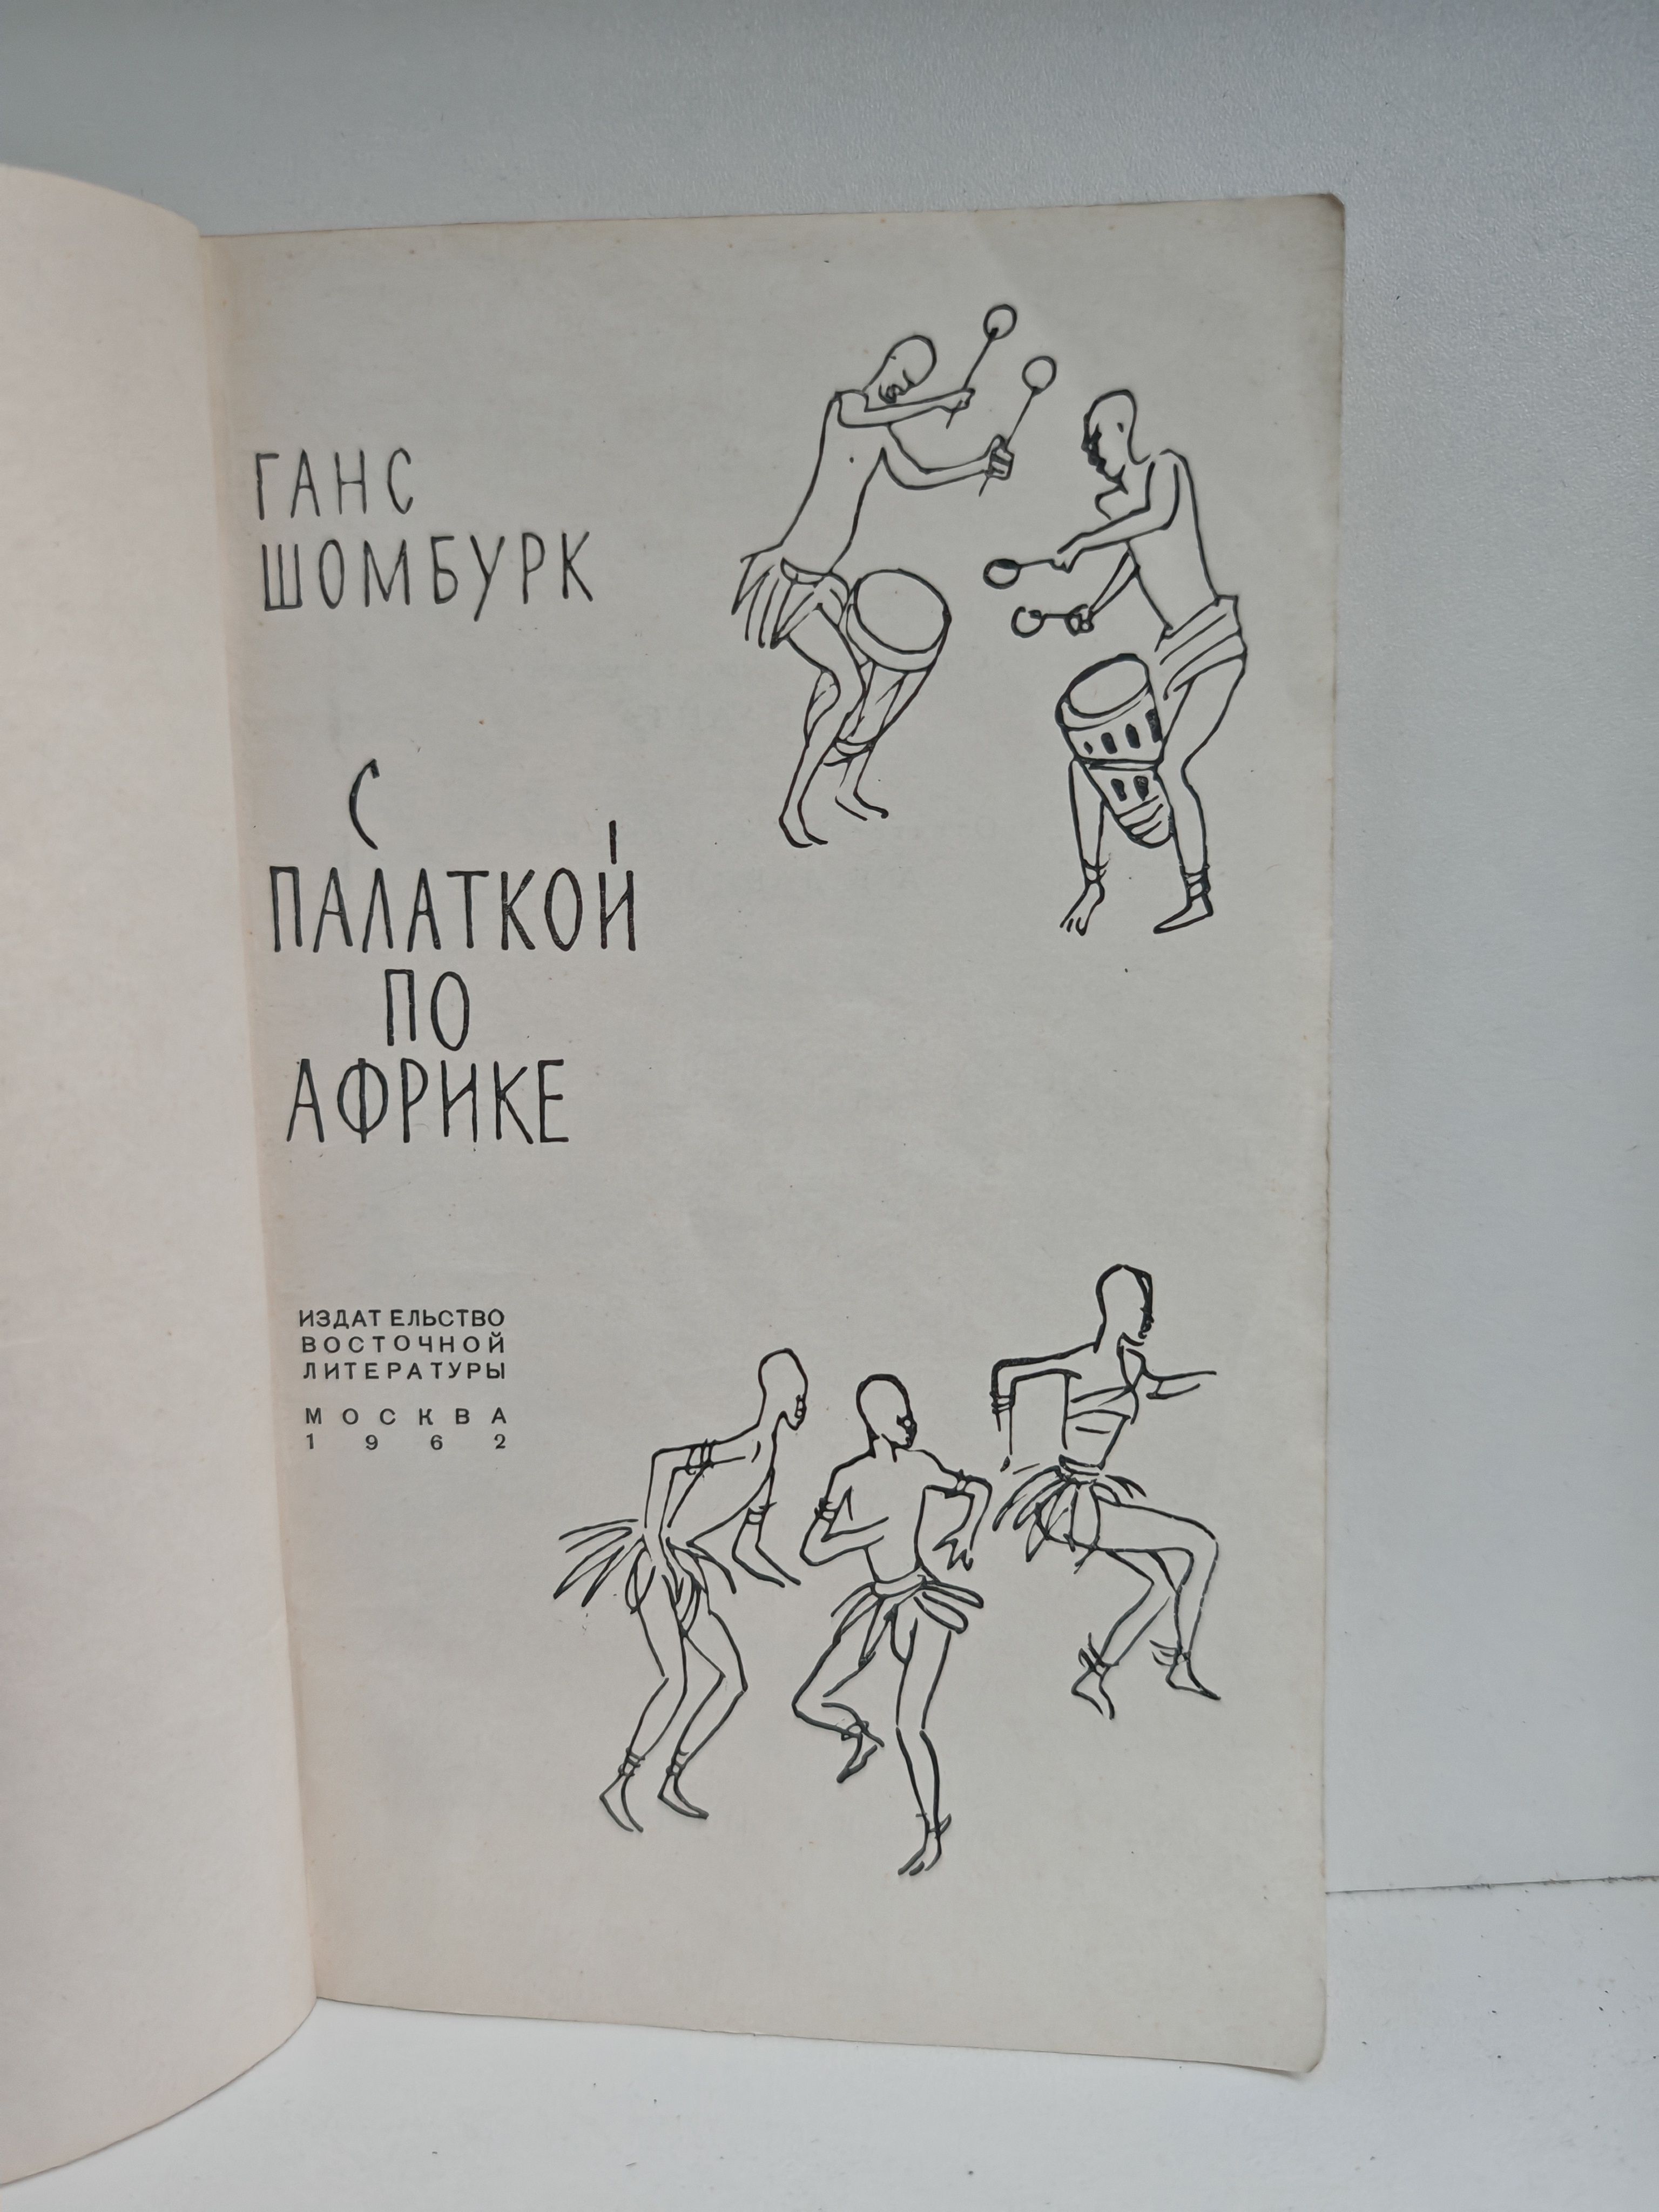 ГАНС
ШОМБУРК
С
ПАЛАТКОЙ
ПО
АФРИКЕ
ИЗДАТЕЛЬСТВО
ВОСТОЧНОЙ
ЛИТЕРАТУРЫ
МОСКВА
1962